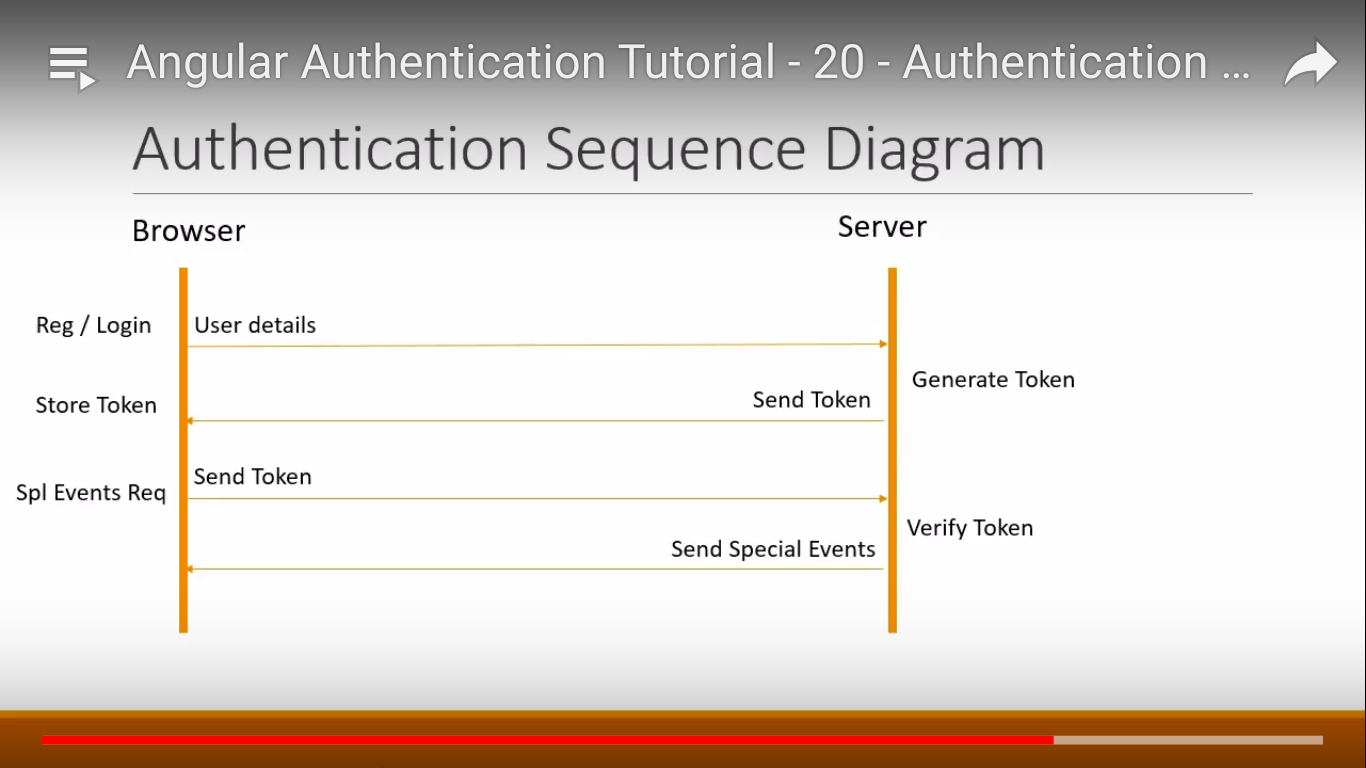 Angular Authentication Tutorial - 20 - Authentication ...
Authentication Sequence Diagram
Browser
Server
Reg / Login
User details
Generate Token
Store Token
Send Token
Spl Events Req
Send Token
Verify Token
Send Special Events